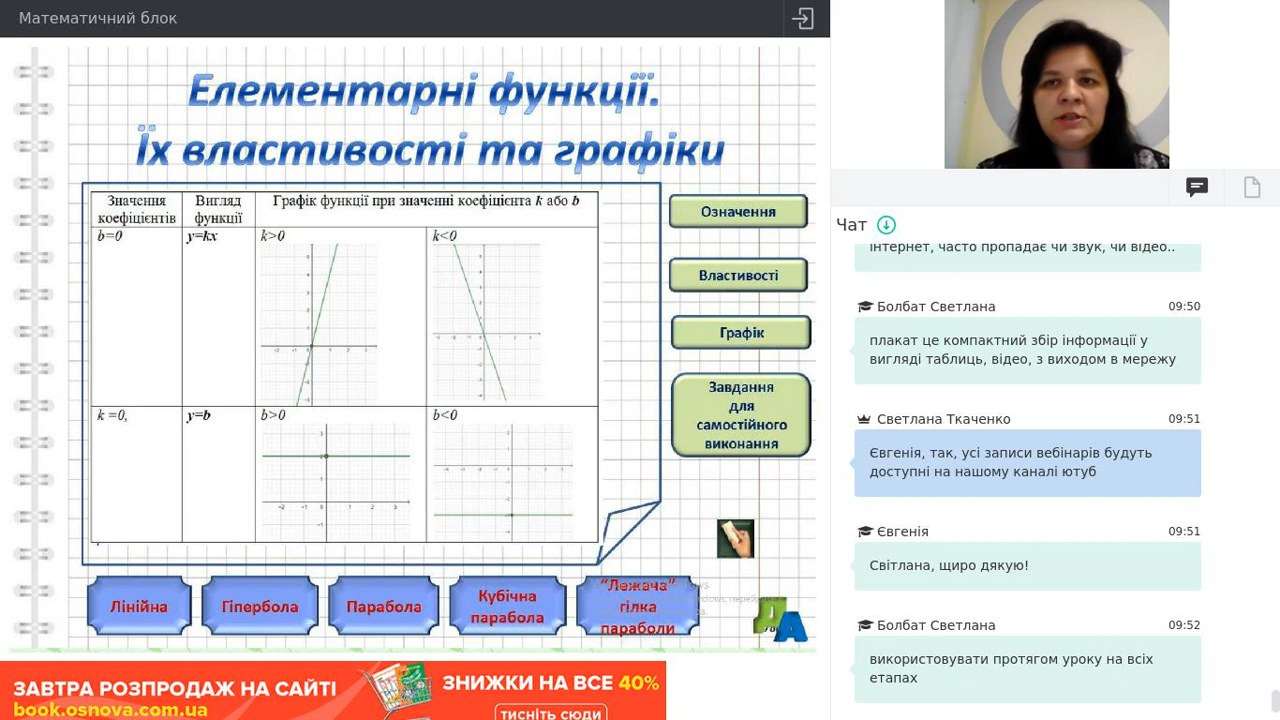 Математичний блок
Елементарні функції.
Їх властивості та графіки
Значення коефіцієнтів
Вигляд функції
Графік функції при значенні коефіцієнта k або b
b=0
y=kx
k>0
k<0
k =0,
y=b
b>0
b<0
Означення
Властивості
Графік
Завдання
для
самостійного
виконання
Лінійна
Гіпербола
Парабола
Кубічна
парабола
“Лежача”
гілка
параболи
ЗАВТРА РОЗПРОДАЖ НА САЙТІ
book.osnova.com.ua
ЗНИЖКИ НА ВСЕ 40%
тисніть сюди
Чат
інтернет, часто пропадає чи звук, чи відео..
Болбат Светлана 09:50
плакат це компактний збір інформації у
вигляді таблиць, відео, з виходом в мережу
Светлана Ткаченко 09:51
Євгенія, так, усі записи вебінарів будуть
доступні на нашому каналі ютуб
Євгенія 09:51
Світлана, щиро дякую!
Болбат Светлана 09:52
використовувати протягом уроку на всіх
етапах